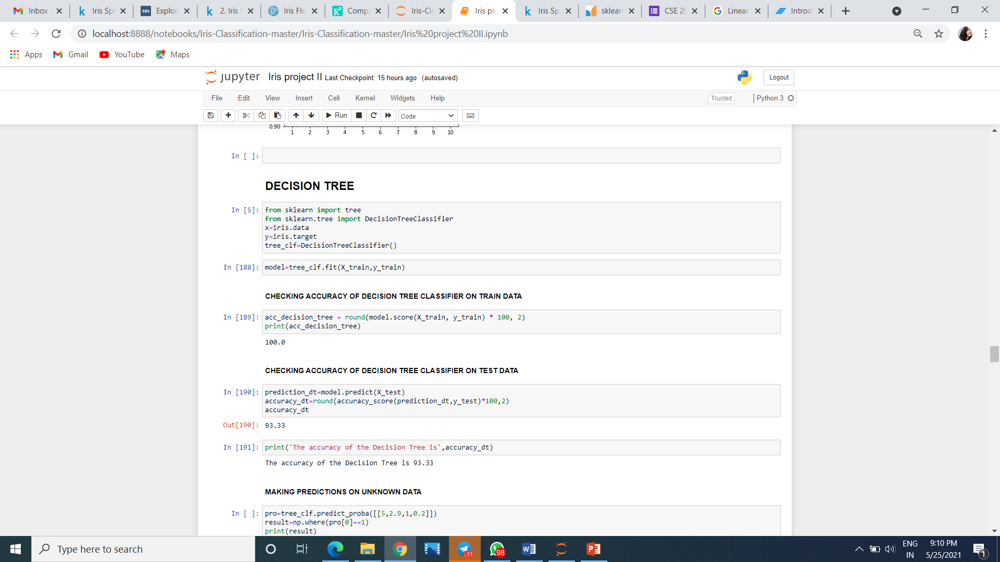 Inbox
Iris Sp
tds Explor
2. Iris
Iris Flo
Comp
Iris-Cla
Iris pro
Iris Sp
sklear
CSE 20
Linear
Introd
localhost:8888/notebooks/Iris-Classification-master/Iris-Classification-master/Iris%20project%20II.ipynb
Apps Gmail YouTube Maps
jupyter Iris project II Last Checkpoint: 15 hours ago (autosaved)
Logout
File Edit View Insert Cell Kernel Widgets Help
Trusted Python 3
Run Code
0.90
1 2 3 4 5 6 7 8 9 10
In [ ]:
DECISION TREE
In [5]: from sklearn import tree
from sklearn.tree import DecisionTreeClassifier
x=iris.data
y=iris.target
tree_clf=DecisionTreeClassifier()
In [188]: model=tree_clf.fit(X_train,y_train)
CHECKING ACCURACY OF DECISION TREE CLASSIFIER ON TRAIN DATA
In [189]: acc_decision_tree = round(model.score(X_train, y_train) * 100, 2)
print(acc_decision_tree)
100.0
CHECKING ACCURACY OF DECISION TREE CLASSIFIER ON TEST DATA
In [190]: prediction_dt=model.predict(X_test)
accuracy_dt=round(accuracy_score(prediction_dt,y_test)*100,2)
accuracy_dt
Out[190]: 93.33
In [191]: print('The accuracy of the Decision Tree is',accuracy_dt)
The accuracy of the Decision Tree is 93.33
MAKING PREDICTIONS ON UNKNOWN DATA
In [ ]: pro=tree_clf.predict_proba([[5,2.9,1,0.2]])
result=np.where(pro[0]==1)
print(result)
Type here to search
..11
98
ENG
IN
9:10 PM
5/25/2021
1